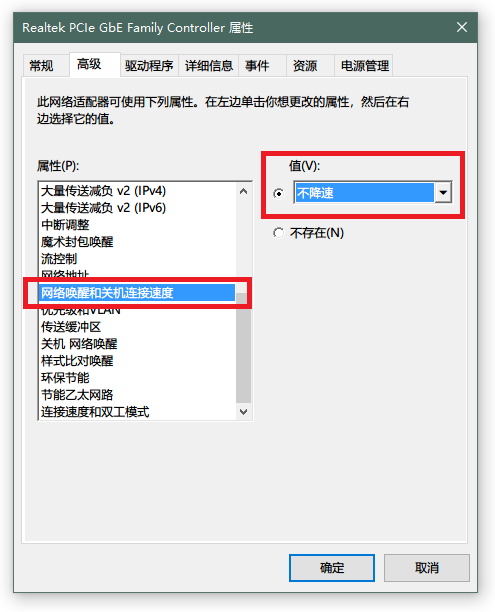 Realtek PCIe GbE Family Controller 属性
常规 高级 驱动程序 详细信息 事件 资源 电源管理
此网络适配器可使用下列属性。在左边单击你想更改的属性，然后在右
边选择它的值。
属性(P):
值(V):
大量传送减负 v2 (IPv4)
大量传送减负 v2 (IPv6)
中断调整
魔术封包唤醒
流控制
网络地址
网络唤醒和关机连接速度
优先级和VLAN
传送缓冲区
关机 网络唤醒
样式比对唤醒
环保节能
节能乙太网路
连接速度和双工模式
不降速
不存在(N)
确定
取消